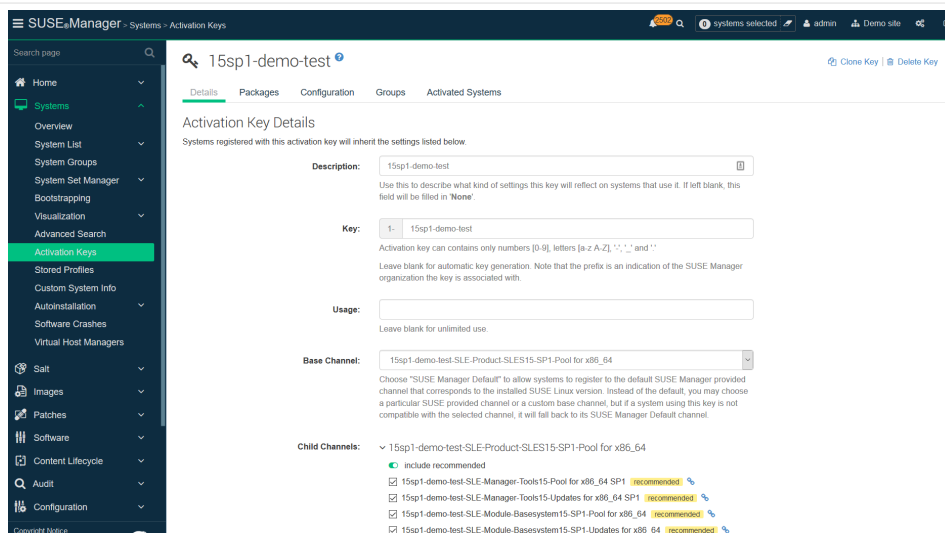 SUSE®Manager > Systems > Activation Keys
2502
0 systems selected
admin
Demo site
Search page
Home
Systems
Overview
System List
System Groups
System Set Manager
Bootstrapping
Visualization
Advanced Search
Activation Keys
Stored Profiles
Custom System Info
Autoinstallation
Software Crashes
Virtual Host Managers
Salt
Images
Patches
Software
Content Lifecycle
Audit
Configuration
Copyright Notice
15sp1-demo-test ?
Clone Key | Delete Key
Details Packages Configuration Groups Activated Systems
Activation Key Details
Systems registered with this activation key will inherit the settings listed below.
Description: 15sp1-demo-test
Use this to describe what kind of settings this key will reflect on systems that use it. If left blank, this
field will be filled in 'None'.
Key: 1- 15sp1-demo-test
Activation key can contains only numbers [0-9], letters [a-z A-Z], '-', '_' and '.'
Leave blank for automatic key generation. Note that the prefix is an indication of the SUSE Manager
organization the key is associated with.
Usage:
Leave blank for unlimited use.
Base Channel: 15sp1-demo-test-SLE-Product-SLES15-SP1-Pool for x86_64
Choose "SUSE Manager Default" to allow systems to register to the default SUSE Manager provided
channel that corresponds to the installed SUSE Linux version. Instead of the default, you may choose
a particular SUSE provided channel or a custom base channel, but if a system using this key is not
compatible with the selected channel, it will fall back to its SUSE Manager Default channel.
Child Channels: 15sp1-demo-test-SLE-Product-SLES15-SP1-Pool for x86_64
include recommended
15sp1-demo-test-SLE-Manager-Tools15-Pool for x86_64 SP1 recommended
15sp1-demo-test-SLE-Manager-Tools15-Updates for x86_64 SP1 recommended
15sp1-demo-test-SLE-Module-Basesystem15-SP1-Pool for x86_64 recommended
15sp1-demo-test-SLE-Module-Basesystem15-SP1-Updates for x86_64 recommended